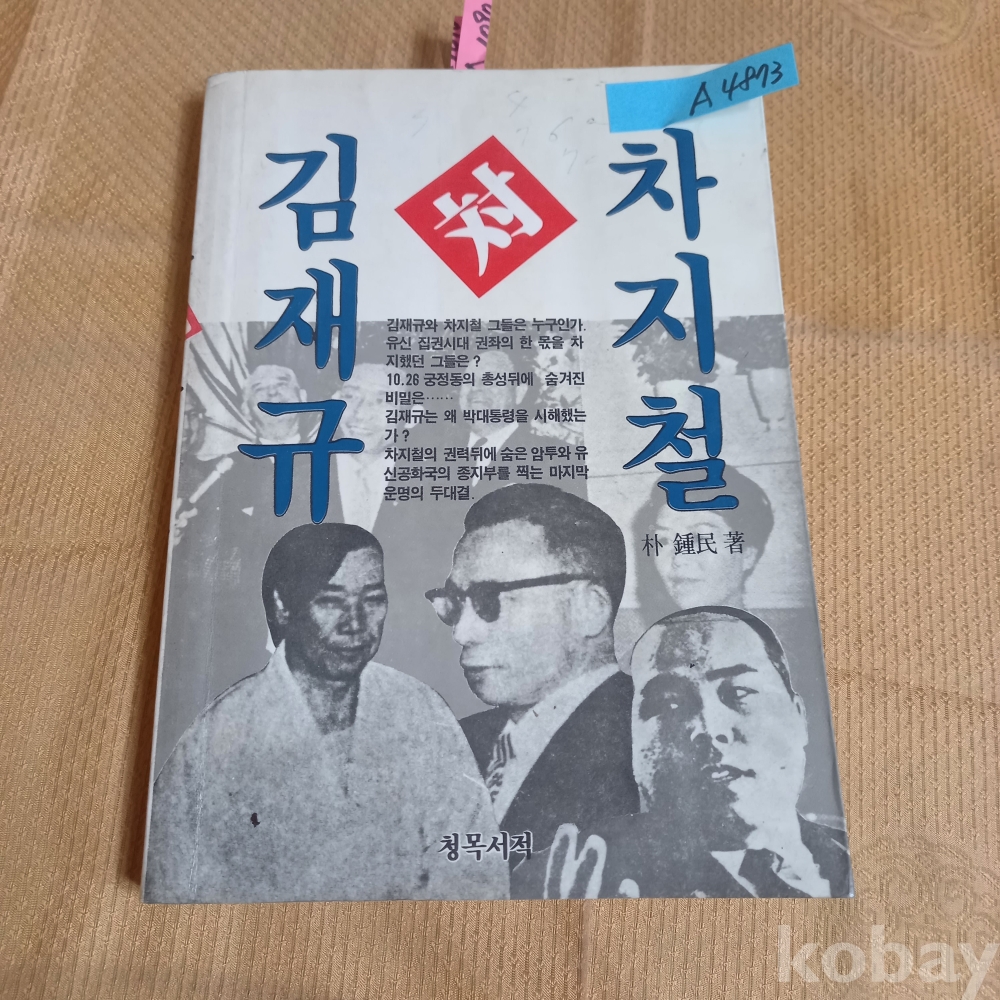 A 4873
김재규
対
차지철
김재규와 차지철 그들은 누구인가.
유신 집권시대 권좌의 한 몫을 차
지했던 그들은?
10.26 궁정동의 총성뒤에 숨겨진
비밀은……
김재규는 왜 박대통령을 시해했는
가?
차지철의 권력뒤에 숨은 암투와 유
신공화국의 종지부를 찍는 마지막
운명의 두대결.
朴 鍾民 著
청목서적
kobay